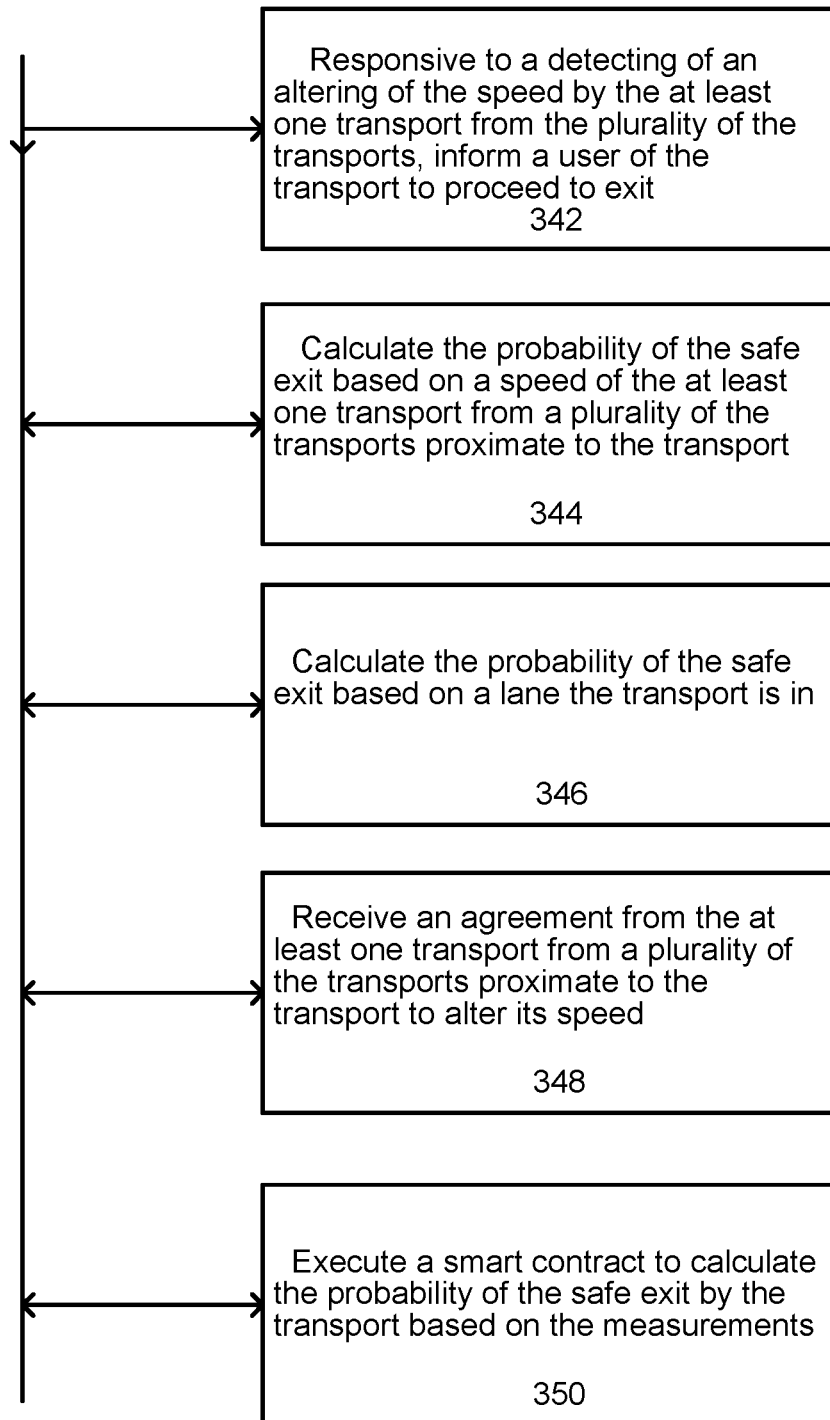 Responsive to a detecting of an
altering of the speed by the at least
one transport from the plurality of the
transports, inform a user of the
transport to proceed to exit
342
Calculate the probability of the safe
exit based on a speed of the at least
one transport from a plurality of the
transports proximate to the transport
344
Calculate the probability of the safe
exit based on a lane the transport is in
346
Receive an agreement from the at
least one transport from a plurality of
the transports proximate to the
transport to alter its speed
348
Execute a smart contract to calculate
the probability of the safe exit by the
transport based on the measurements
350